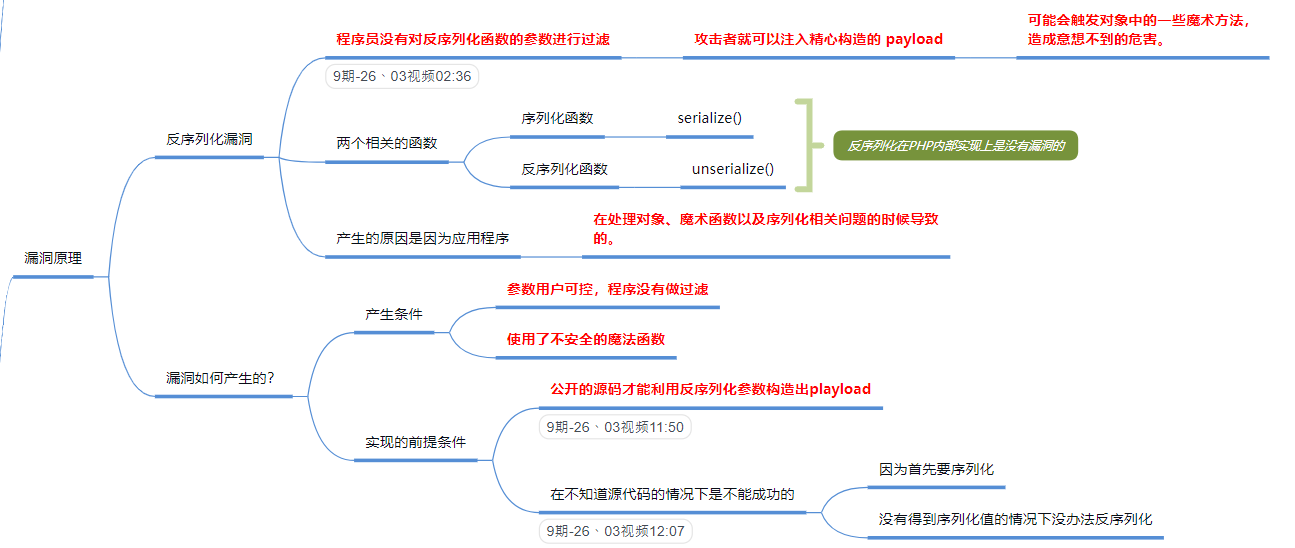 漏洞原理
反序列化漏洞
程序员没有对反序列化函数的参数进行过滤
9期-26、03视频02:36
攻击者就可以注入精心构造的 payload
可能会触发对象中的一些魔术方法，
造成意想不到的危害。
两个相关的函数
序列化函数
serialize()
反序列化函数
unserialize()
反序列化在PHP内部实现上是没有漏洞的
产生的原因是因为应用程序
在处理对象、魔术函数以及序列化相关问题的时候导致
的。
漏洞如何产生的？
产生条件
参数用户可控，程序没有做过滤
使用了不安全的魔法函数
实现的前提条件
公开的源码才能利用反序列化参数构造出playload
9期-26、03视频11:50
在不知道源代码的情况下是不能成功的
9期-26、03视频12:07
因为首先要序列化
没有得到序列化值的情况下没办法反序列化